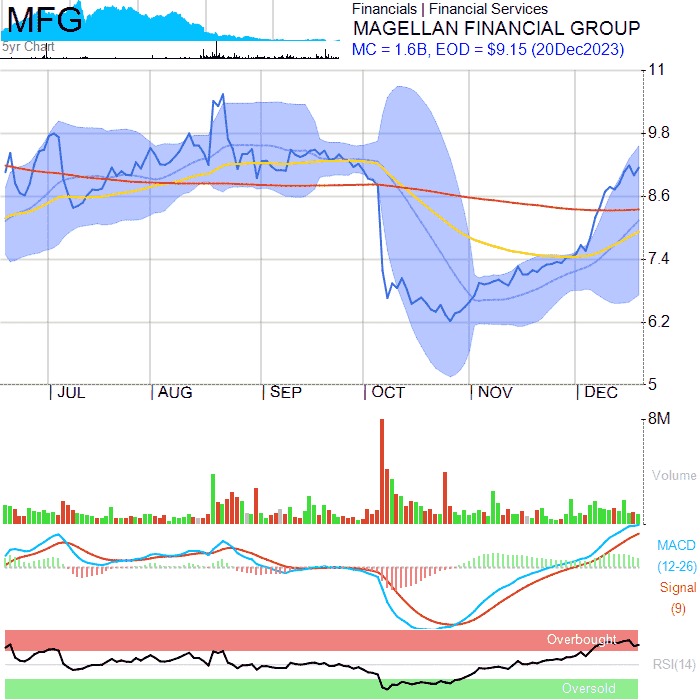 MFG
5yr Chart
Financials | Financial Services
MAGELLAN FINANCIAL GROUP
MC = 1.6B, EOD = $9.15 (20Dec2023)
11
9.8
8.6
7.4
6.2
5
JUL AUG SEP OCT NOV DEC
8M
Volume
MACD
(12-26)
Signal
(9)
Overbought
RSI(14)
Oversold